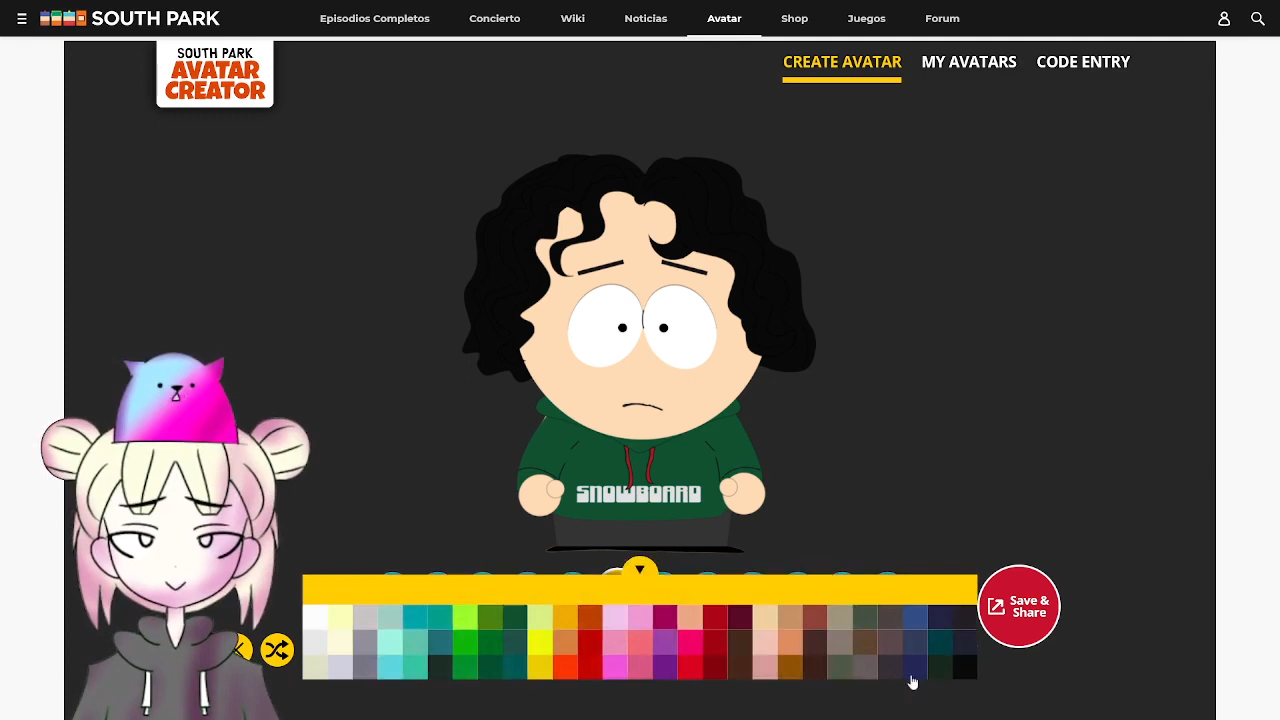 SOUTH PARK
Episodios Completos
Concierto
Wiki
Noticias
Avatar
Shop
Juegos
Forum
SOUTH PARK
AVATAR
CREATOR
CREATE AVATAR
MY AVATARS
CODE ENTRY
SNOWBOARD
Save &
Share